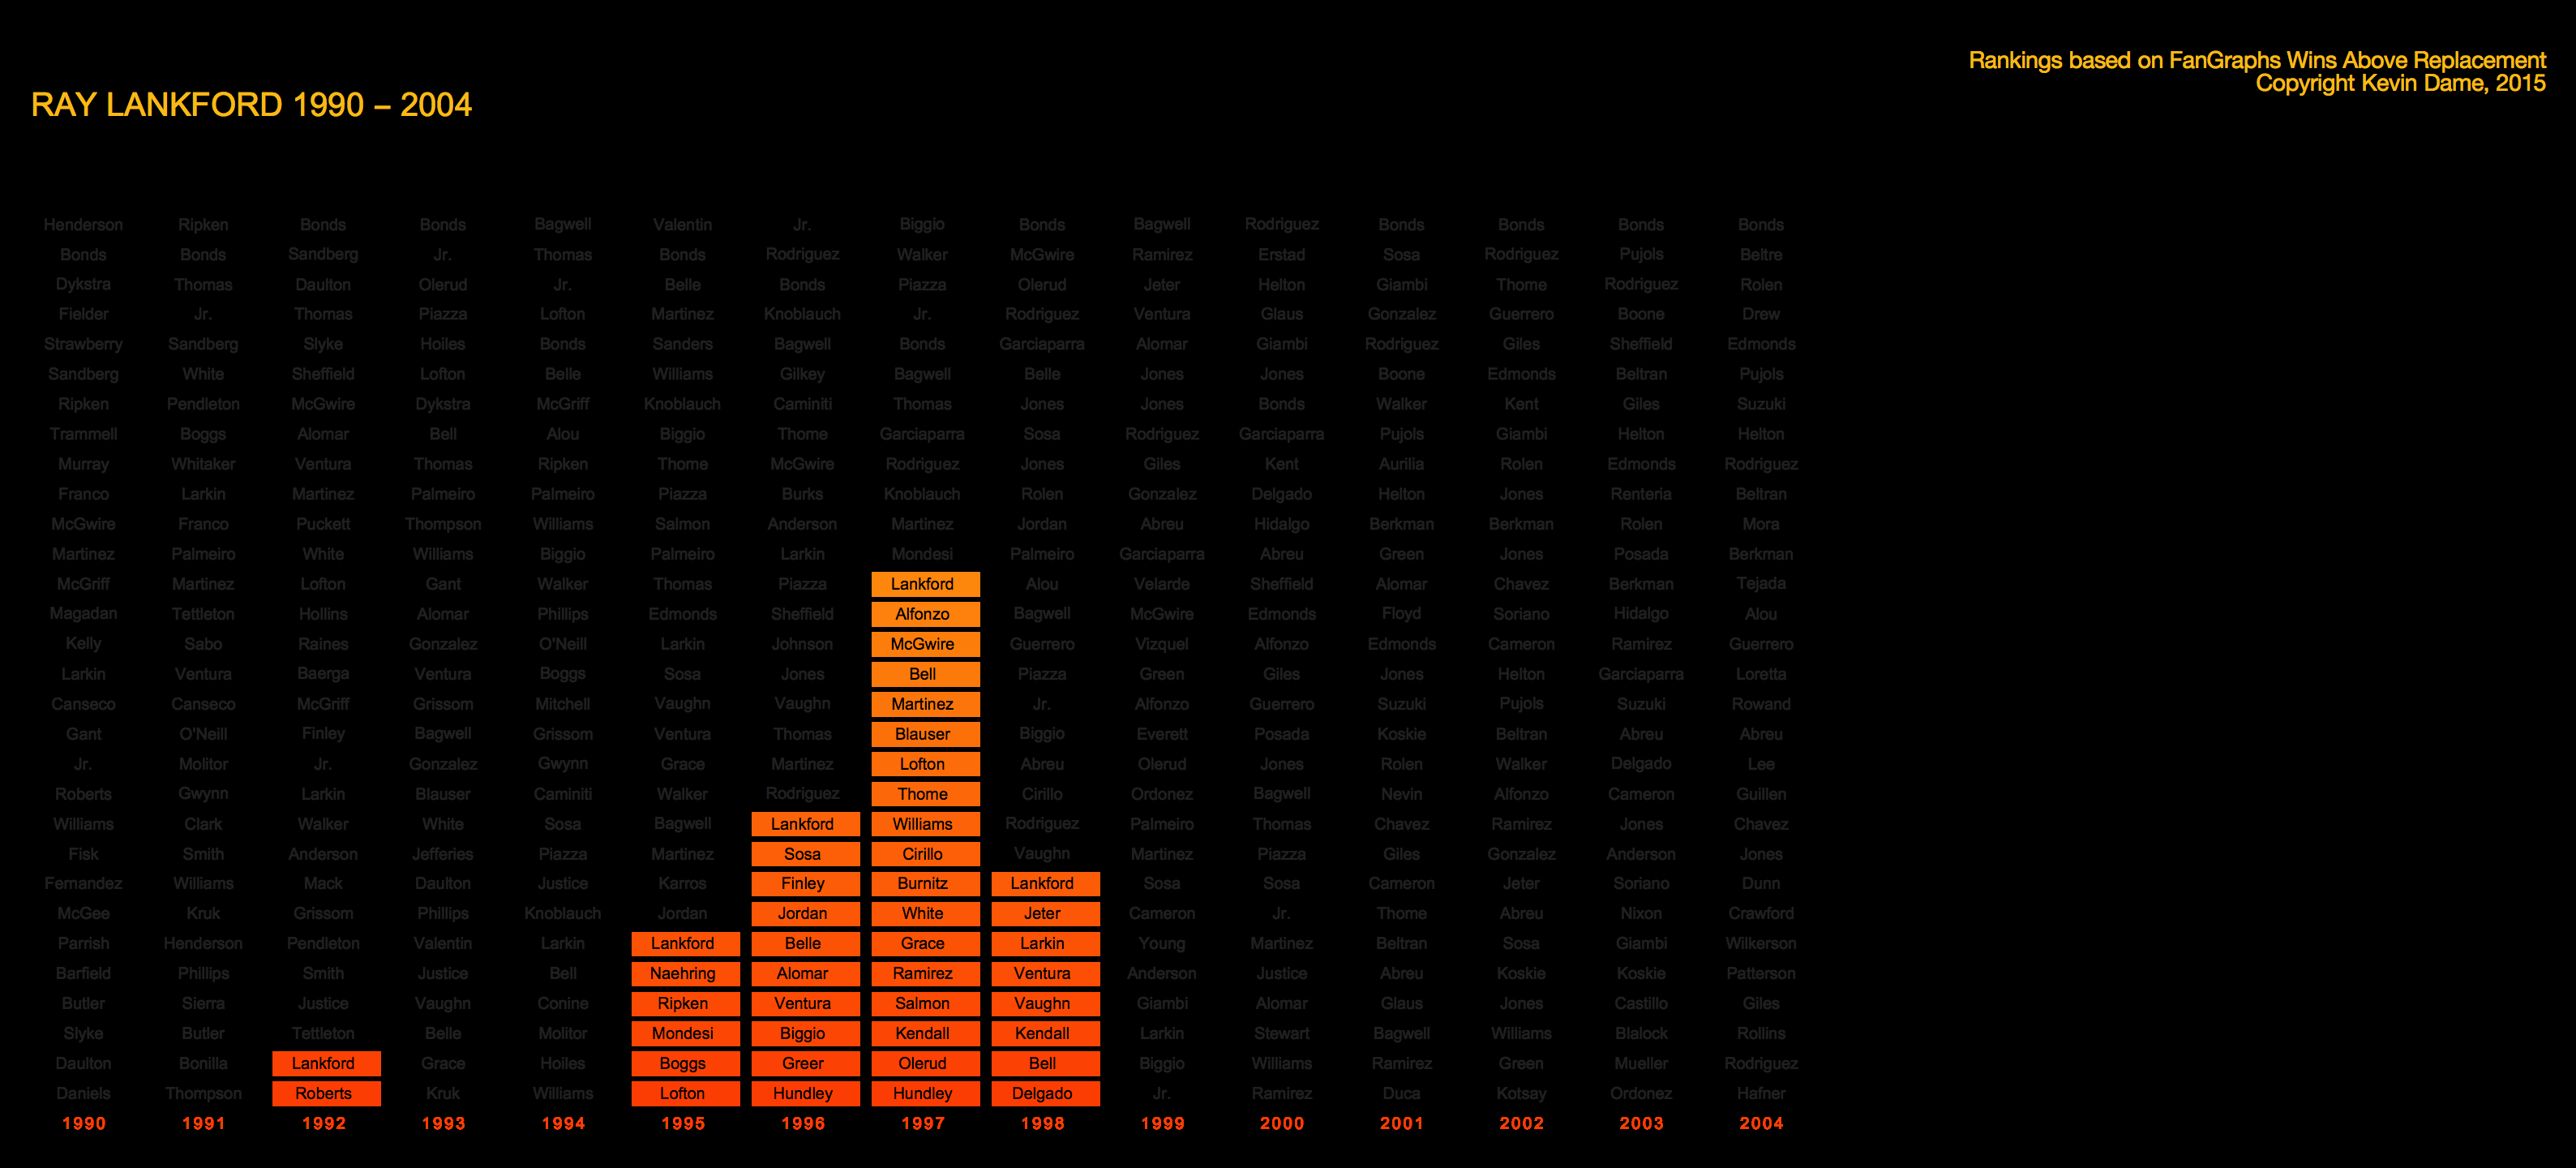 Rankings based on FanGraphs Wins Above Replacement
Copyright Kevin Dame, 2015
RAY LANKFORD 1990 – 2004
Henderson Ripken Bonds Bonds Bagwell Valentin Jr. Biggio Bonds Bagwell Rodriguez Bonds Bonds Bonds Bonds
Bonds Bonds Sandberg Jr. Thomas Bonds Rodriguez Walker McGwire Ramirez Erstad Sosa Rodriguez Pujols Beltre
Dykstra Thomas Daulton Olerud Jr. Belle Bonds Piazza Olerud Jeter Helton Giambi Thome Rodriguez Rolen
Fielder Jr. Thomas Piazza Lofton Martinez Knoblauch Jr. Rodriguez Ventura Glaus Gonzalez Guerrero Boone Drew
Strawberry Sandberg Slyke Hoiles Bonds Sanders Bagwell Bonds Garciaparra Alomar Giambi Rodriguez Giles Sheffield Edmonds
Sandberg White Sheffield Lofton Belle Williams Gilkey Bagwell Belle Jones Jones Boone Edmonds Beltran Pujols
Ripken Pendleton McGwire Dykstra McGriff Knoblauch Caminiti Thomas Jones Jones Bonds Walker Kent Giles Suzuki
Trammell Boggs Alomar Bell Alou Biggio Thome Garciaparra Sosa Rodriguez Garciaparra Pujols Giambi Helton Helton
Murray Whitaker Ventura Thomas Ripken Thome McGwire Rodriguez Jones Giles Kent Aurilia Rolen Edmonds Rodriguez
Franco Larkin Martinez Palmeiro Palmeiro Piazza Burks Knoblauch Rolen Gonzalez Delgado Helton Jones Renteria Beltran
McGwire Franco Puckett Thompson Williams Salmon Anderson Martinez Jordan Abreu Hidalgo Berkman Berkman Rolen Mora
Martinez Palmeiro White Williams Biggio Palmeiro Larkin Mondesi Palmeiro Garciaparra Abreu Green Jones Posada Berkman
McGriff Martinez Lofton Gant Walker Thomas Piazza Lankford Alou Velarde Sheffield Alomar Chavez Berkman Tejada
Magadan Tettleton Hollins Alomar Phillips Edmonds Sheffield Alfonzo Bagwell McGwire Edmonds Floyd Soriano Hidalgo Alou
Kelly Sabo Raines Gonzalez O'Neill Larkin Johnson McGwire Guerrero Vizquel Alfonzo Edmonds Cameron Ramirez Guerrero
Larkin Ventura Baerga Ventura Boggs Sosa Jones Bell Piazza Green Giles Jones Helton Garciaparra Loretta
Canseco Canseco McGriff Grissom Mitchell Vaughn Vaughn Martinez Jr. Alfonzo Guerrero Suzuki Pujols Suzuki Rowand
Gant O'Neill Finley Bagwell Grissom Ventura Thomas Blauser Biggio Everett Posada Koskie Beltran Abreu Abreu
Jr. Molitor Jr. Gonzalez Gwynn Grace Martinez Lofton Abreu Olerud Jones Rolen Walker Delgado Lee
Roberts Gwynn Larkin Blauser Caminiti Walker Rodriguez Thome Cirillo Ordonez Bagwell Nevin Alfonzo Cameron Guillen
Williams Clark Walker White Sosa Bagwell Lankford Williams Rodriguez Palmeiro Thomas Chavez Ramirez Jones Chavez
Fisk Smith Anderson Jefferies Piazza Martinez Sosa Cirillo Vaughn Martinez Piazza Giles Gonzalez Anderson Jones
Fernandez Williams Mack Daulton Justice Karros Finley Burnitz Lankford Sosa Sosa Cameron Jeter Soriano Dunn
McGee Kruk Grissom Phillips Knoblauch Jordan Jordan White Jeter Cameron Jr. Thome Abreu Nixon Crawford
Parrish Henderson Pendleton Valentin Larkin Lankford Belle Grace Larkin Young Martinez Beltran Sosa Giambi Wilkerson
Barfield Phillips Smith Justice Bell Naehring Alomar Ramirez Ventura Anderson Justice Abreu Koskie Koskie Patterson
Butler Sierra Justice Vaughn Conine Ripken Ventura Salmon Vaughn Giambi Alomar Glaus Jones Castillo Giles
Slyke Butler Tettleton Belle Molitor Mondesi Biggio Kendall Kendall Larkin Stewart Bagwell Williams Blalock Rollins
Daulton Bonilla Lankford Grace Hoiles Boggs Greer Olerud Bell Biggio Williams Ramirez Green Mueller Rodriguez
Daniels Thompson Roberts Kruk Williams Lofton Hundley Hundley Delgado Jr. Ramirez Duca Kotsay Ordonez Hafner
1990 1991 1992 1993 1994 1995 1996 1997 1998 1999 2000 2001 2002 2003 2004